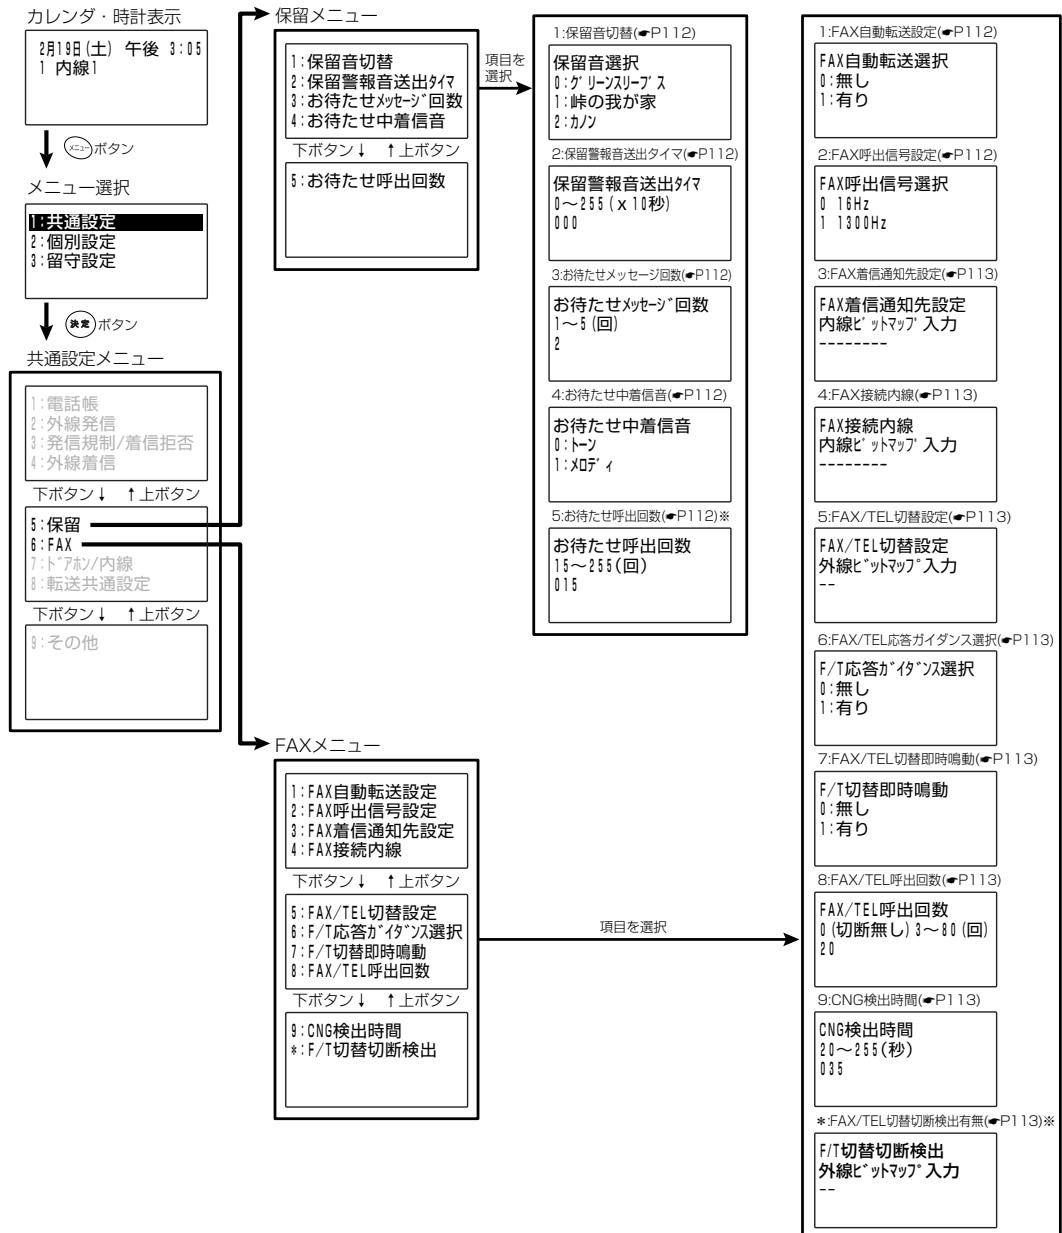 カレンダ・時計表示
2月19日(土) 午後 3:05
1 内線1
メニュー ボタン
メニュー選択
1:共通設定
2:個別設定
3:留守設定
決定 ボタン
共通設定メニュー
1:電話帳
2:外線発信
3:発信規制/着信拒否
4:外線着信
下ボタン↓ ↑上ボタン
5:保留
6:FAX
7:ドアホン/内線
8:転送共通設定
下ボタン↓ ↑上ボタン
9:その他
保留メニュー
1:保留音切替
2:保留警報音送出タイマ
3:お待たせメッセージ回数
4:お待たせ中着信音
下ボタン↓ ↑上ボタン
5:お待たせ呼出回数
項目を
選択
1:保留音切替(☛P112)
保留音選択
0:グリーンスリーブス
1:峠の我が家
2:カノン
2:保留警報音送出タイマ(☛P112)
保留警報音送出タイマ
0〜255(x10秒)
000
3:お待たせメッセージ回数(☛P112)
お待たせメッセージ回数
1〜5(回)
2
4:お待たせ中着信音(☛P112)
お待たせ中着信音
0:トーン
1:メロディ
5:お待たせ呼出回数(☛P112)※
お待たせ呼出回数
15〜255(回)
015
FAXメニュー
1:FAX自動転送設定
2:FAX呼出信号設定
3:FAX着信通知先設定
4:FAX接続内線
下ボタン↓ ↑上ボタン
5:FAX/TEL切替設定
6:F/T応答ガイダンス選択
7:F/T切替即時鳴動
8:FAX/TEL呼出回数
下ボタン↓ ↑上ボタン
9:CNG検出時間
*:F/T切替切断検出
項目を選択
1:FAX自動転送設定(☛P112)
FAX自動転送選択
0:無し
1:有り
2:FAX呼出信号設定(☛P112)
FAX呼出信号選択
0 16Hz
1 1300Hz
3:FAX着信通知先設定(☛P113)
FAX着信通知先設定
内線ビットマップ入力
--------
4:FAX接続内線(☛P113)
FAX接続内線
内線ビットマップ入力
--------
5:FAX/TEL切替設定(☛P113)
FAX/TEL切替設定
外線ビットマップ入力
--
6:FAX/TEL応答ガイダンス選択(☛P113)
F/T応答ガイダンス選択
0:無し
1:有り
7:FAX/TEL切替即時鳴動(☛P113)
F/T切替即時鳴動
0:無し
1:有り
8:FAX/TEL呼出回数(☛P113)
FAX/TEL呼出回数
0(切断無し)3〜80(回)
20
9:CNG検出時間(☛P113)
CNG検出時間
20〜255(秒)
035
*:FAX/TEL切替切断検出有無(☛P113)※
F/T切替切断検出
外線ビットマップ入力
--